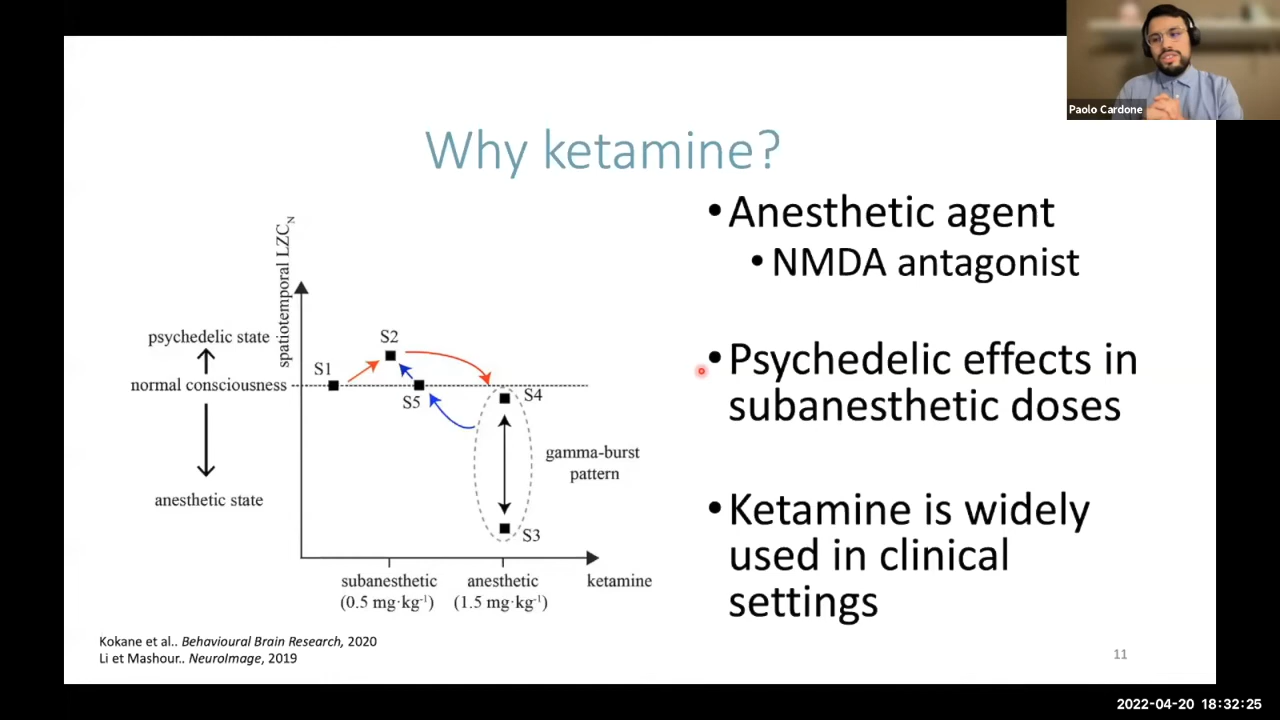 Paolo Cardone
Why ketamine?
spatiotemporal LZC_N
psychedelic state
normal consciousness
anesthetic state
S1
S2
S5
S4
gamma-burst
pattern
S3
subanesthetic
(0.5 mg·kg⁻¹)
anesthetic
(1.5 mg·kg⁻¹)
ketamine
•Anesthetic agent
•NMDA antagonist
•Psychedelic effects in
subanesthetic doses
•Ketamine is widely
used in clinical
settings
Kokane et al.. Behavioural Brain Research, 2020
Li et Mashour.. NeuroImage, 2019
11
2022-04-20 18:32:25